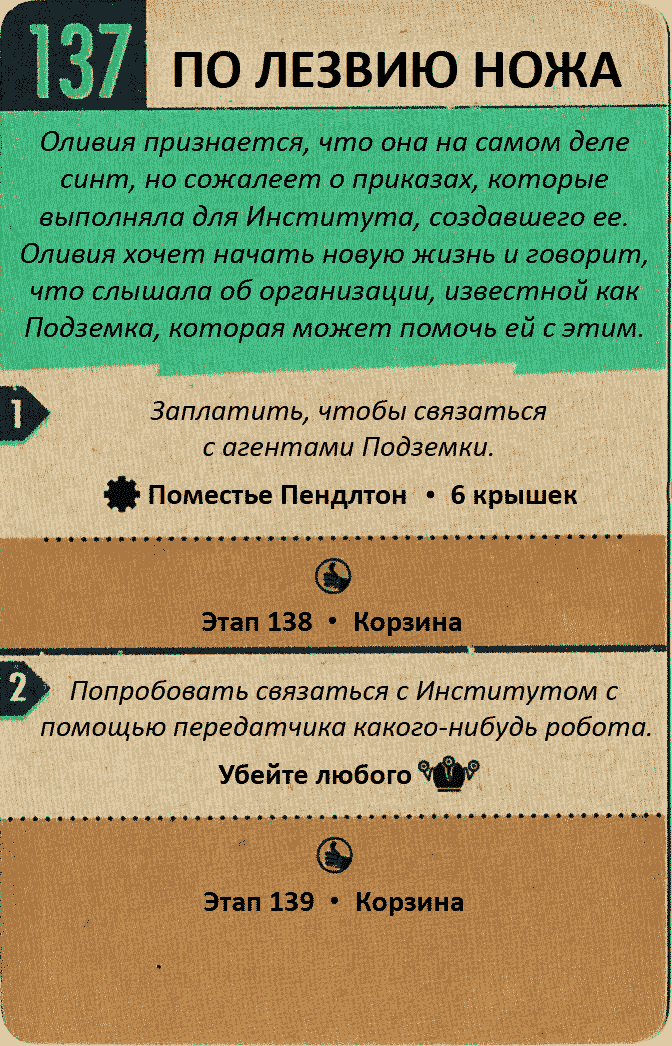 137
ПО ЛЕЗВИЮ НОЖА
Оливия признается, что она на самом деле
синт, но сожалеет о приказах, которые
выполняла для Института, создавшего ее.
Оливия хочет начать новую жизнь и говорит,
что слышала об организации, известной как
Подземка, которая может помочь ей с этим.
1
Заплатить, чтобы связаться
с агентами Подземки.
Поместье Пендлтон • 6 крышек
Этап 138 • Корзина
2
Попробовать связаться с Институтом с
помощью передатчика какого-нибудь робота.
Убейте любого
Этап 139 • Корзина